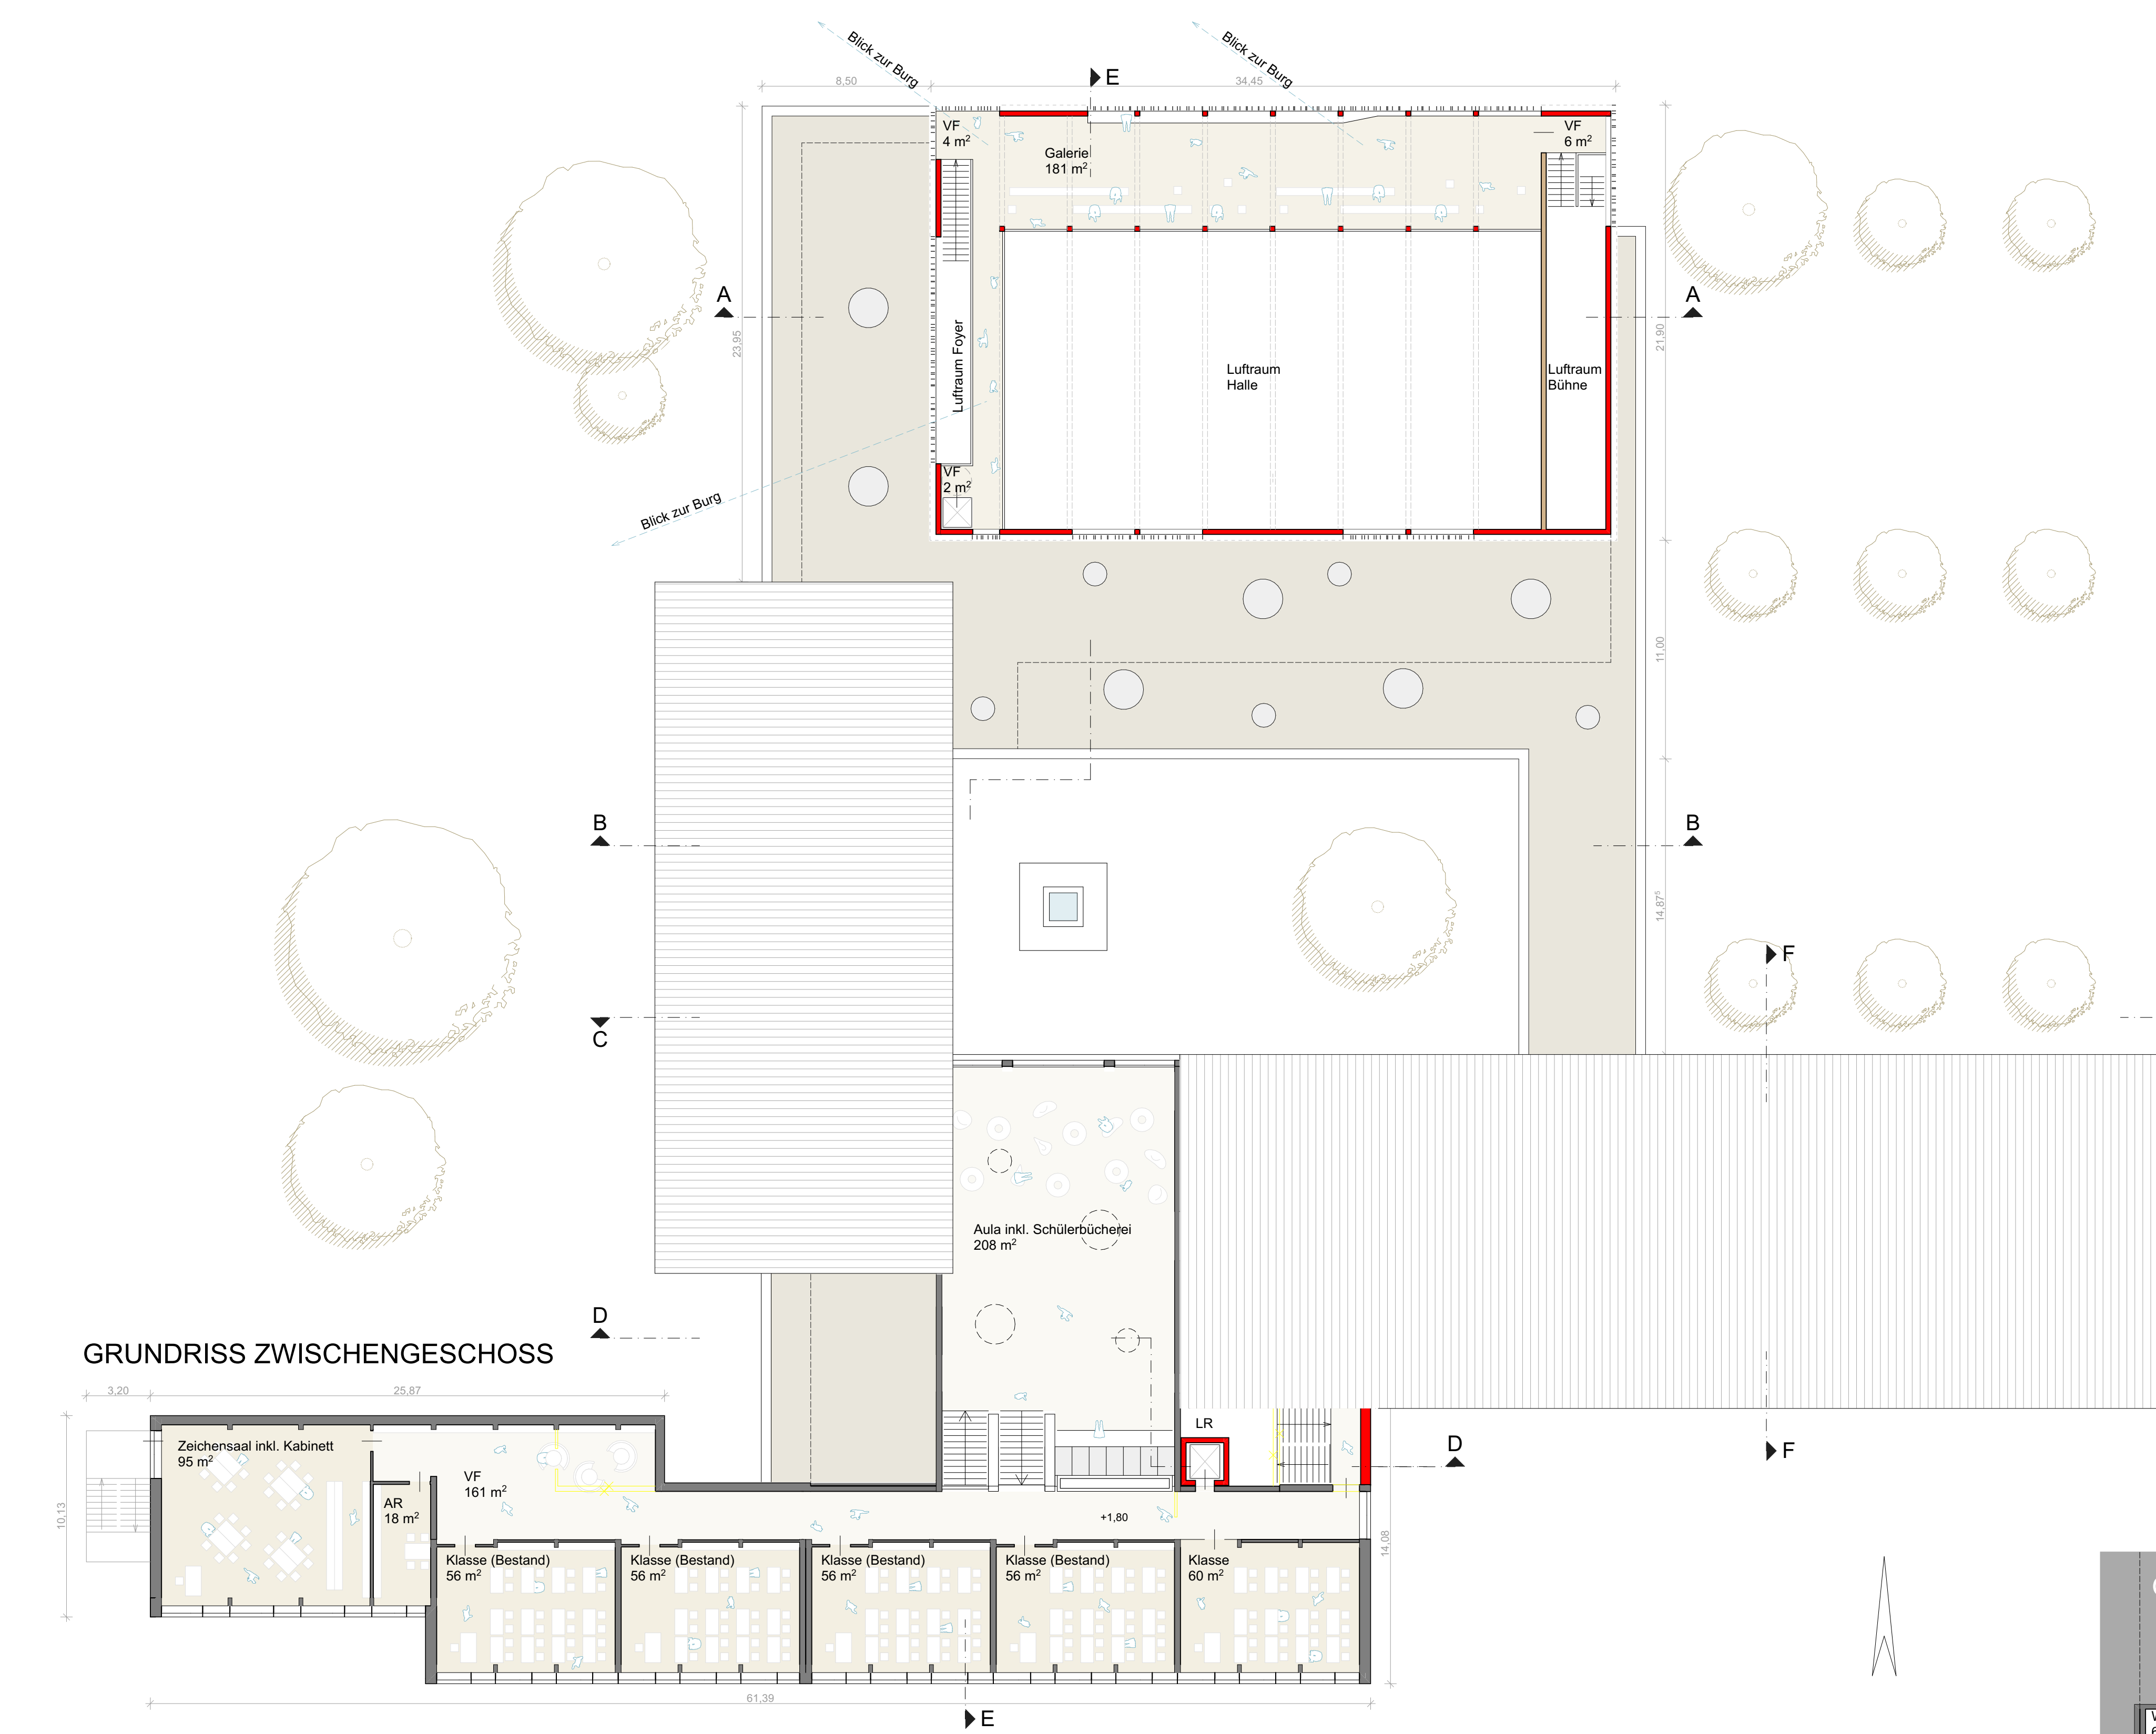 Blick zur Burg
Blick zur Burg
E
8,50
34,45
VF
4 m²
Galerie
181 m²
VF
6 m²
A
A
23,95
21,90
Luftraum Foyer
Luftraum
Halle
Luftraum
Bühne
VF
2 m²
Blick zur Burg
11,00
B
B
14,87⁵
F
C
Aula inkl. Schülerbücherei
208 m²
D
GRUNDRISS ZWISCHENGESCHOSS
3,20
25,87
LR
D
F
Zeichensaal inkl. Kabinett
95 m²
VF
161 m²
AR
18 m²
10,13
+1,80
14,08
Klasse (Bestand)
56 m²
Klasse (Bestand)
56 m²
Klasse (Bestand)
56 m²
Klasse (Bestand)
56 m²
Klasse
60 m²
61,39
E